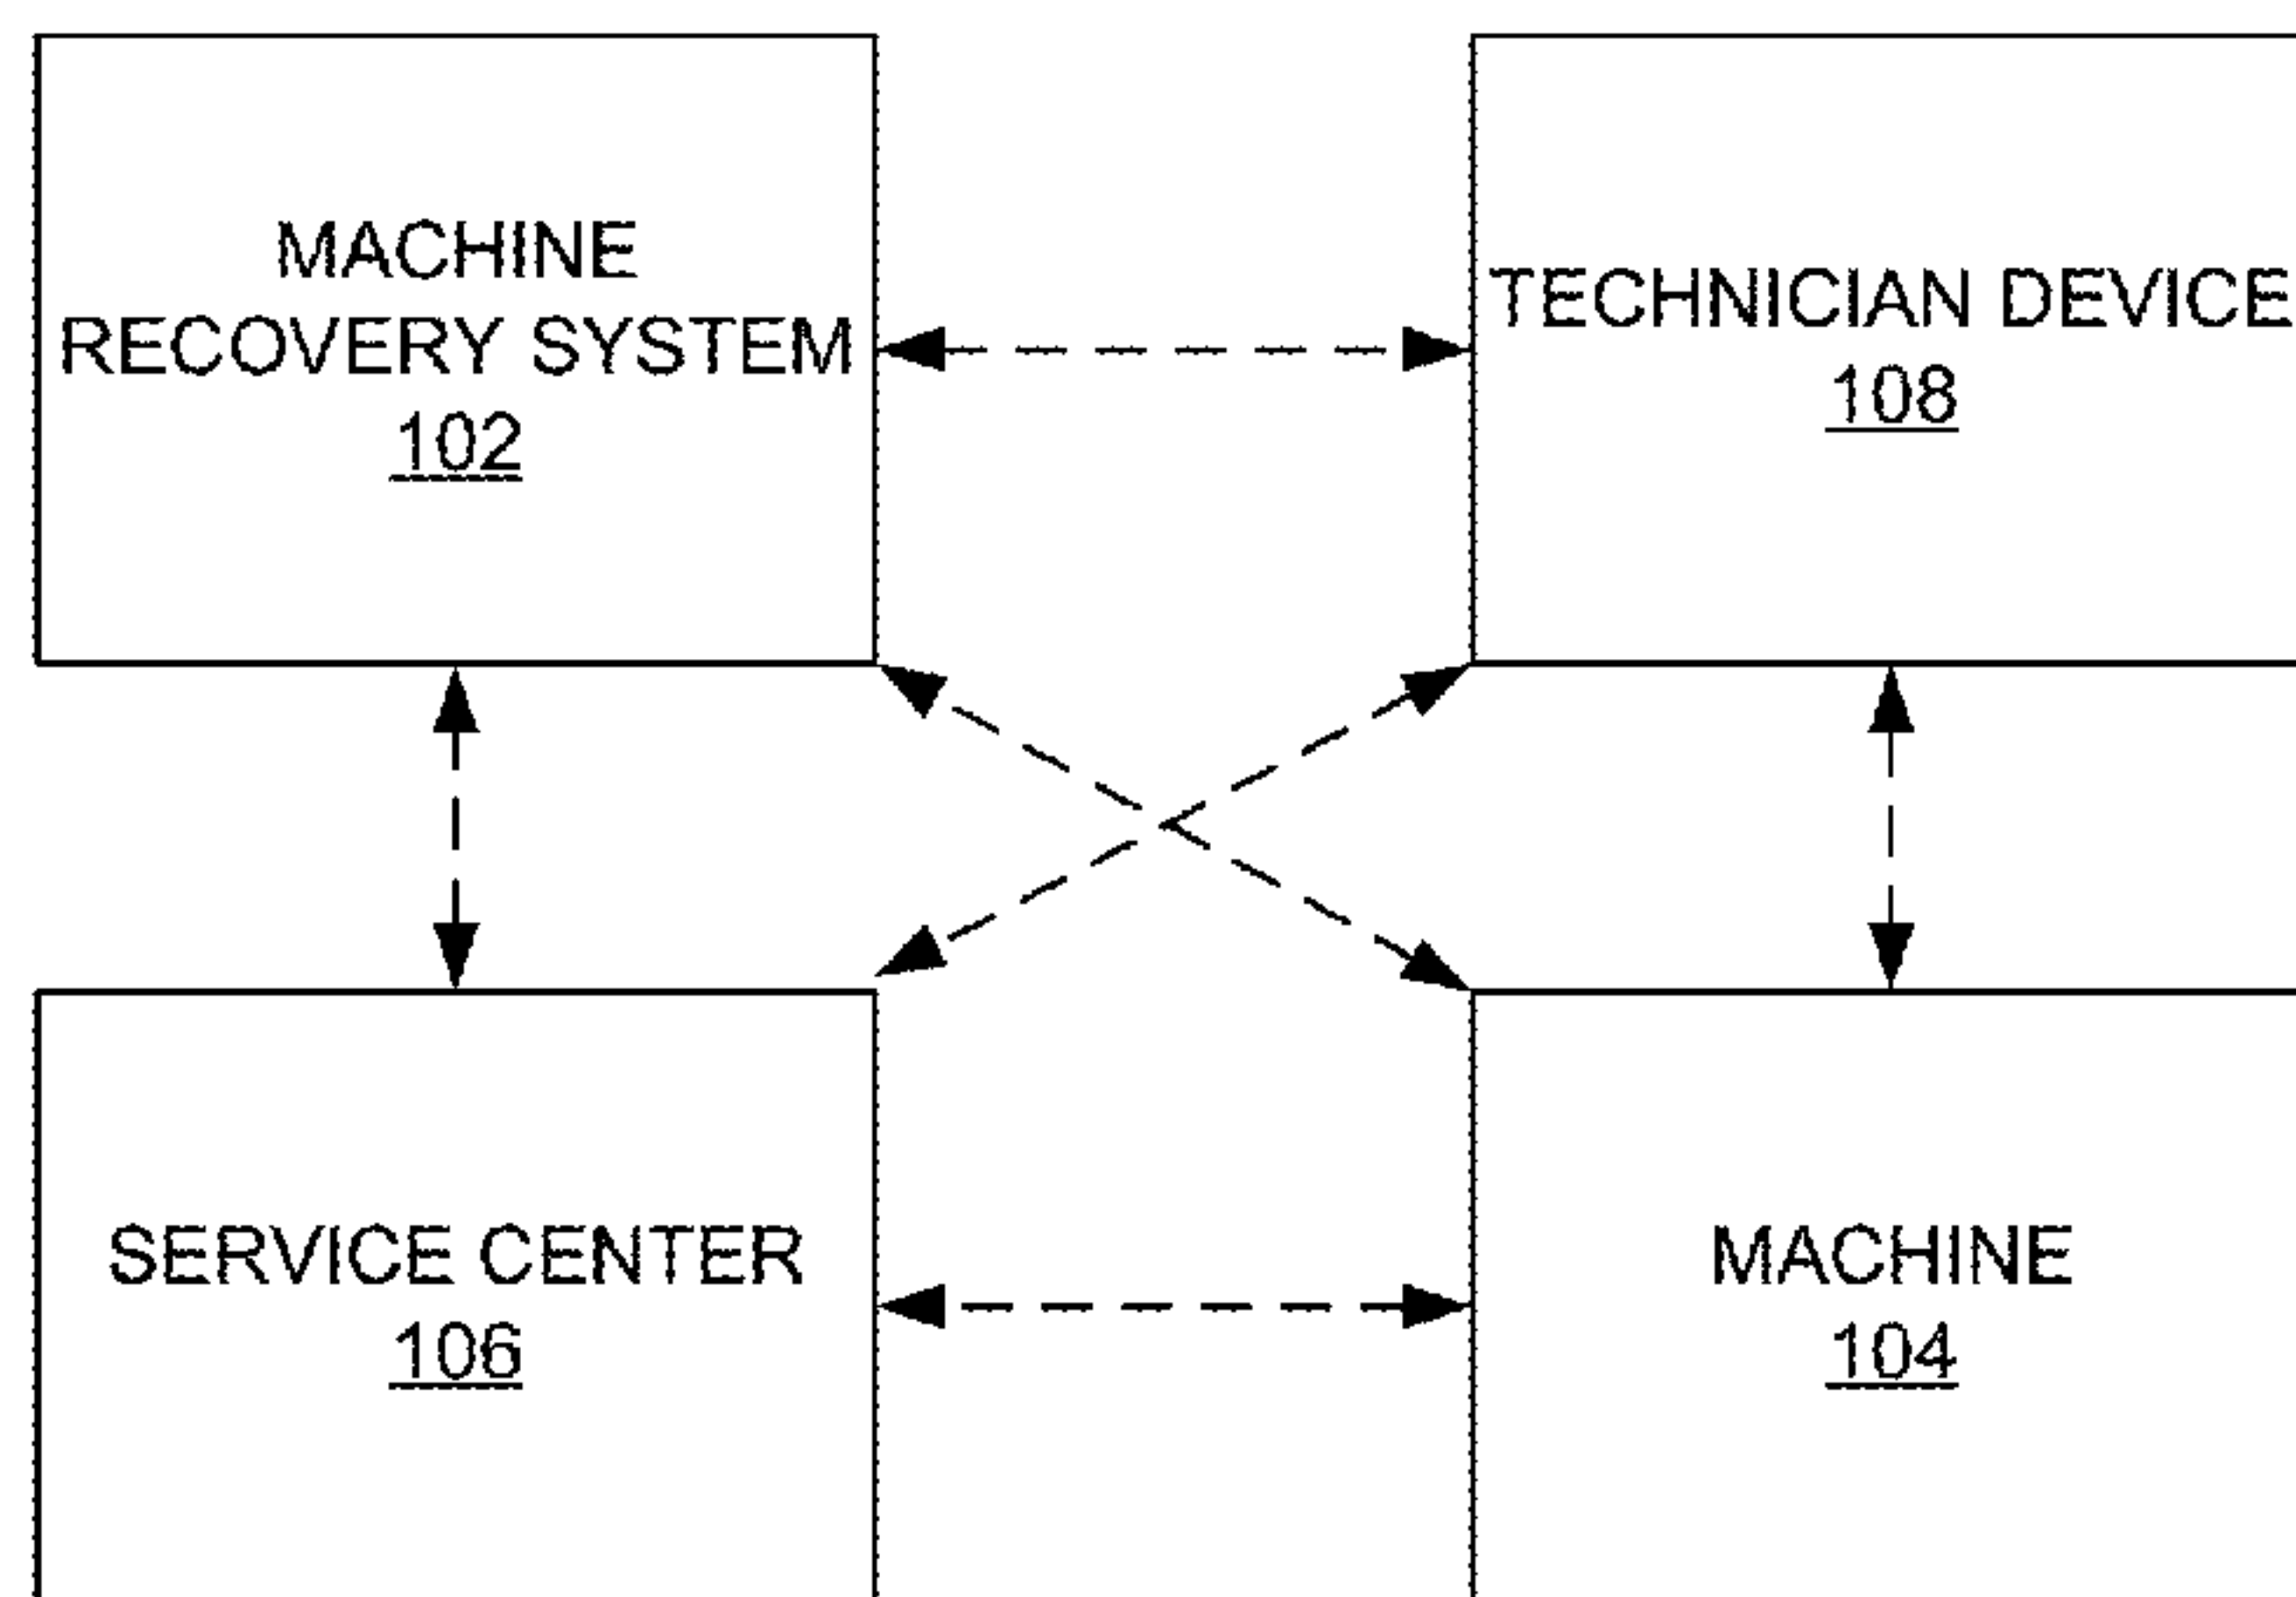 MACHINE
RECOVERY SYSTEM
102
TECHNICIAN DEVICE
108
SERVICE CENTER
106
MACHINE
104